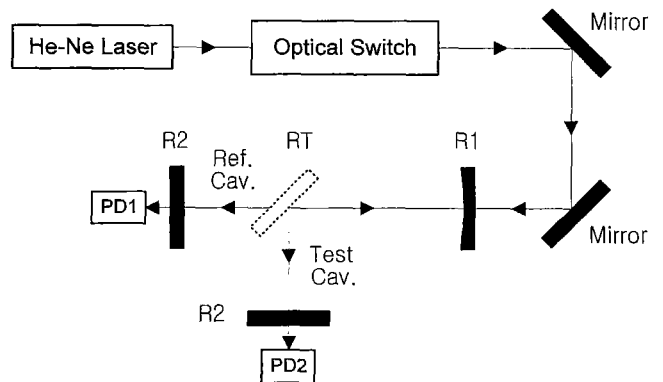 He-Ne Laser
Optical Switch
Mirror
R2
Ref.
Cav.
RT
R1
PD1
Mirror
Test
Cav.
R2
PD2